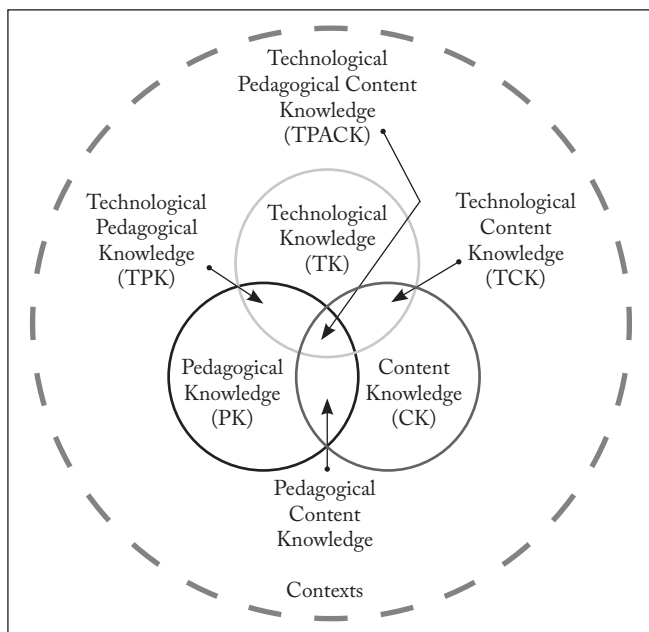 Technological
Pedagogical Content
Knowledge
(TPACK)
Technological
Pedagogical
Knowledge
(TPK)
Technological
Knowledge
(TK)
Technological
Content
Knowledge
(TCK)
Pedagogical
Knowledge
(PK)
Content
Knowledge
(CK)
Pedagogical
Content
Knowledge
Contexts